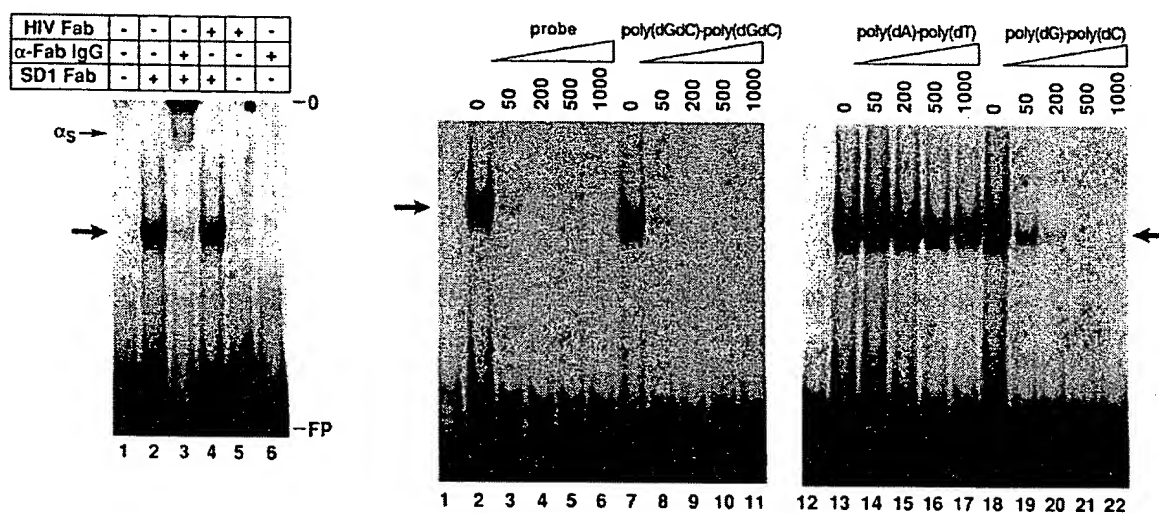 HIV Fab - - - + + -
α-Fab IgG - - + - - +
SD1 Fab - + + + - -
-O
αs→
-FP
1 2 3 4 5 6
probe poly(dGdC)-poly(dGdC)
0 50 200 500 1000 0 50 200 500 1000
1 2 3 4 5 6 7 8 9 10 11
poly(dA)-poly(dT) poly(dG)-poly(dC)
0 50 200 500 1000 0 50 200 500 1000
12 13 14 15 16 17 18 19 20 21 22